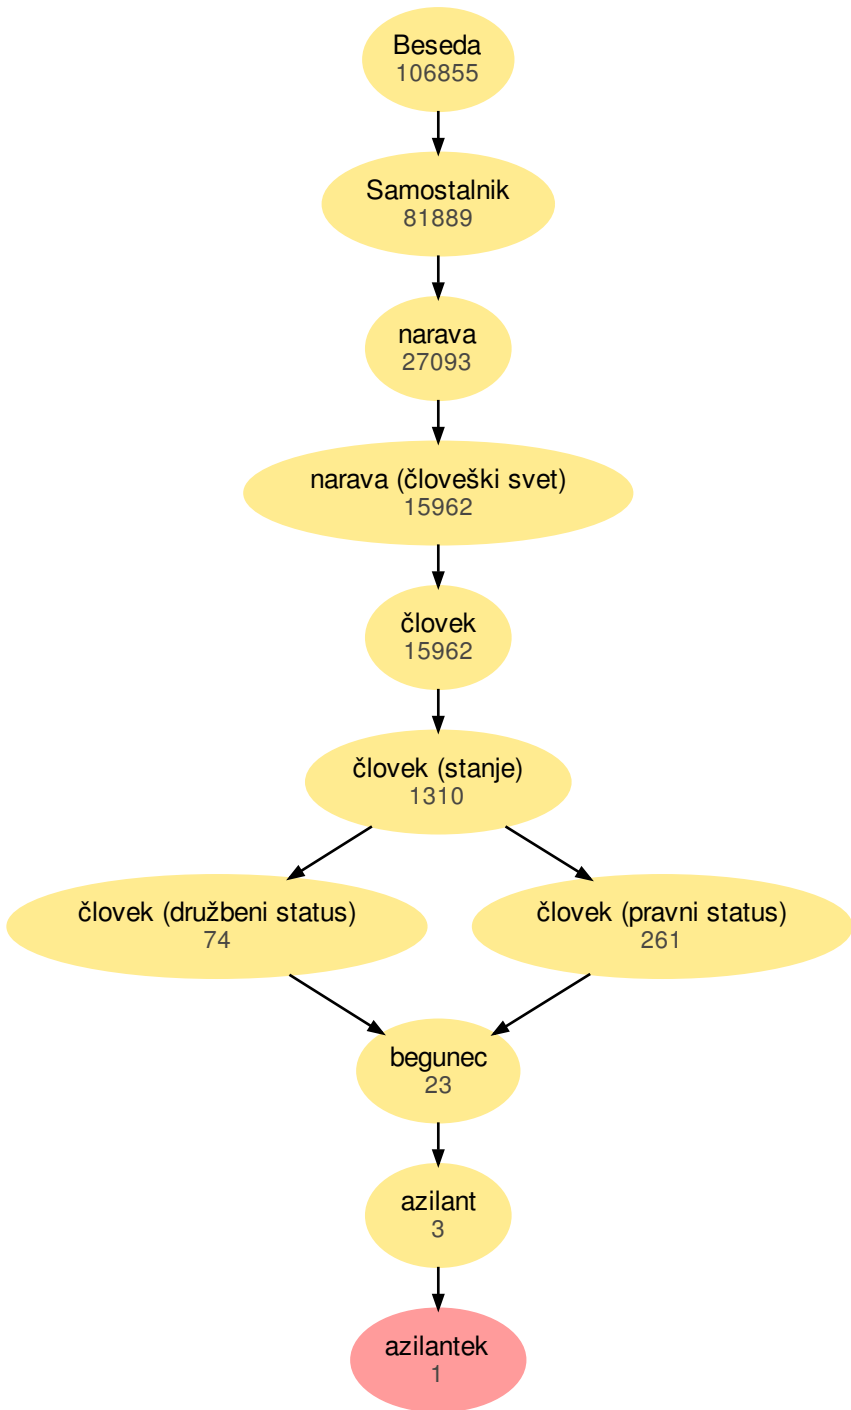 Beseda
106855
Samostalnik
81889
narava
27093
narava (človeški svet)
15962
človek
15962
človek (stanje)
1310
človek (družbeni status)
74
človek (pravni status)
261
begunec
23
azilant
3
azilantek
1